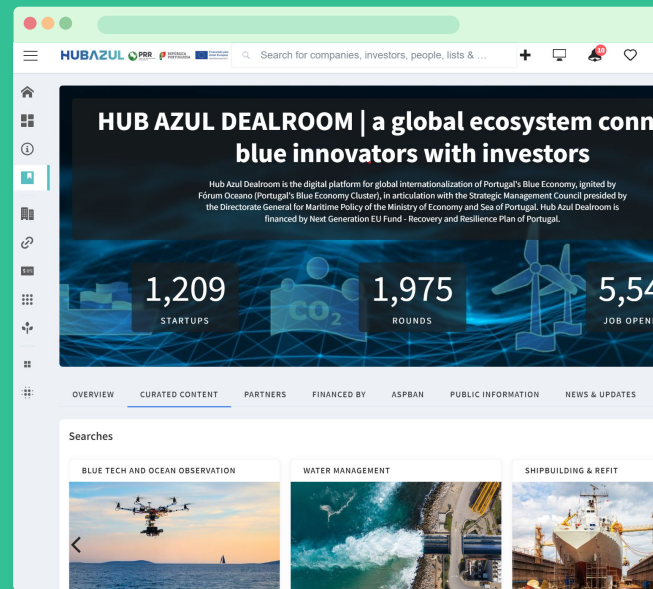 HUBAZUL PRR REPÚBLICA PORTUGUESA
Search for companies, investors, people, lists & …
10
HUB AZUL DEALROOM | a global ecosystem conn
blue innovators with investors
Hub Azul Dealroom is the digital platform for global internationalization of Portugal's Blue Economy, ignited by
Fórum Oceano (Portugal's Blue Economy Cluster), in articulation with the Strategic Management Council presided by
the Directorate General for Maritime Policy of the Ministry of Economy and Sea of Portugal. Hub Azul Dealroom is
financed by Next Generation EU Fund - Recovery and Resilience Plan of Portugal.
CO2
1,209
1,975
5,54
STARTUPS
ROUNDS
JOB OPEN
OVERVIEW CURATED CONTENT PARTNERS FINANCED BY ASPBAN PUBLIC INFORMATION NEWS & UPDATES
Searches
BLUE TECH AND OCEAN OBSERVATION
WATER MANAGEMENT
SHIPBUILDING & REFIT